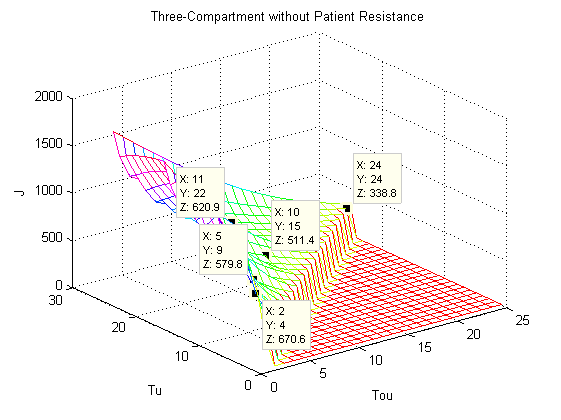 Three-Compartment without Patient Resistance
2000
1500
1000
500
0
J
30
20
10
0
Tu
0
5
10
15
20
25
Tou
X: 11
Y: 22
Z: 620.9
X: 24
Y: 24
Z: 338.8
X: 10
Y: 15
Z: 511.4
X: 5
Y: 9
Z: 579.8
X: 2
Y: 4
Z: 670.6